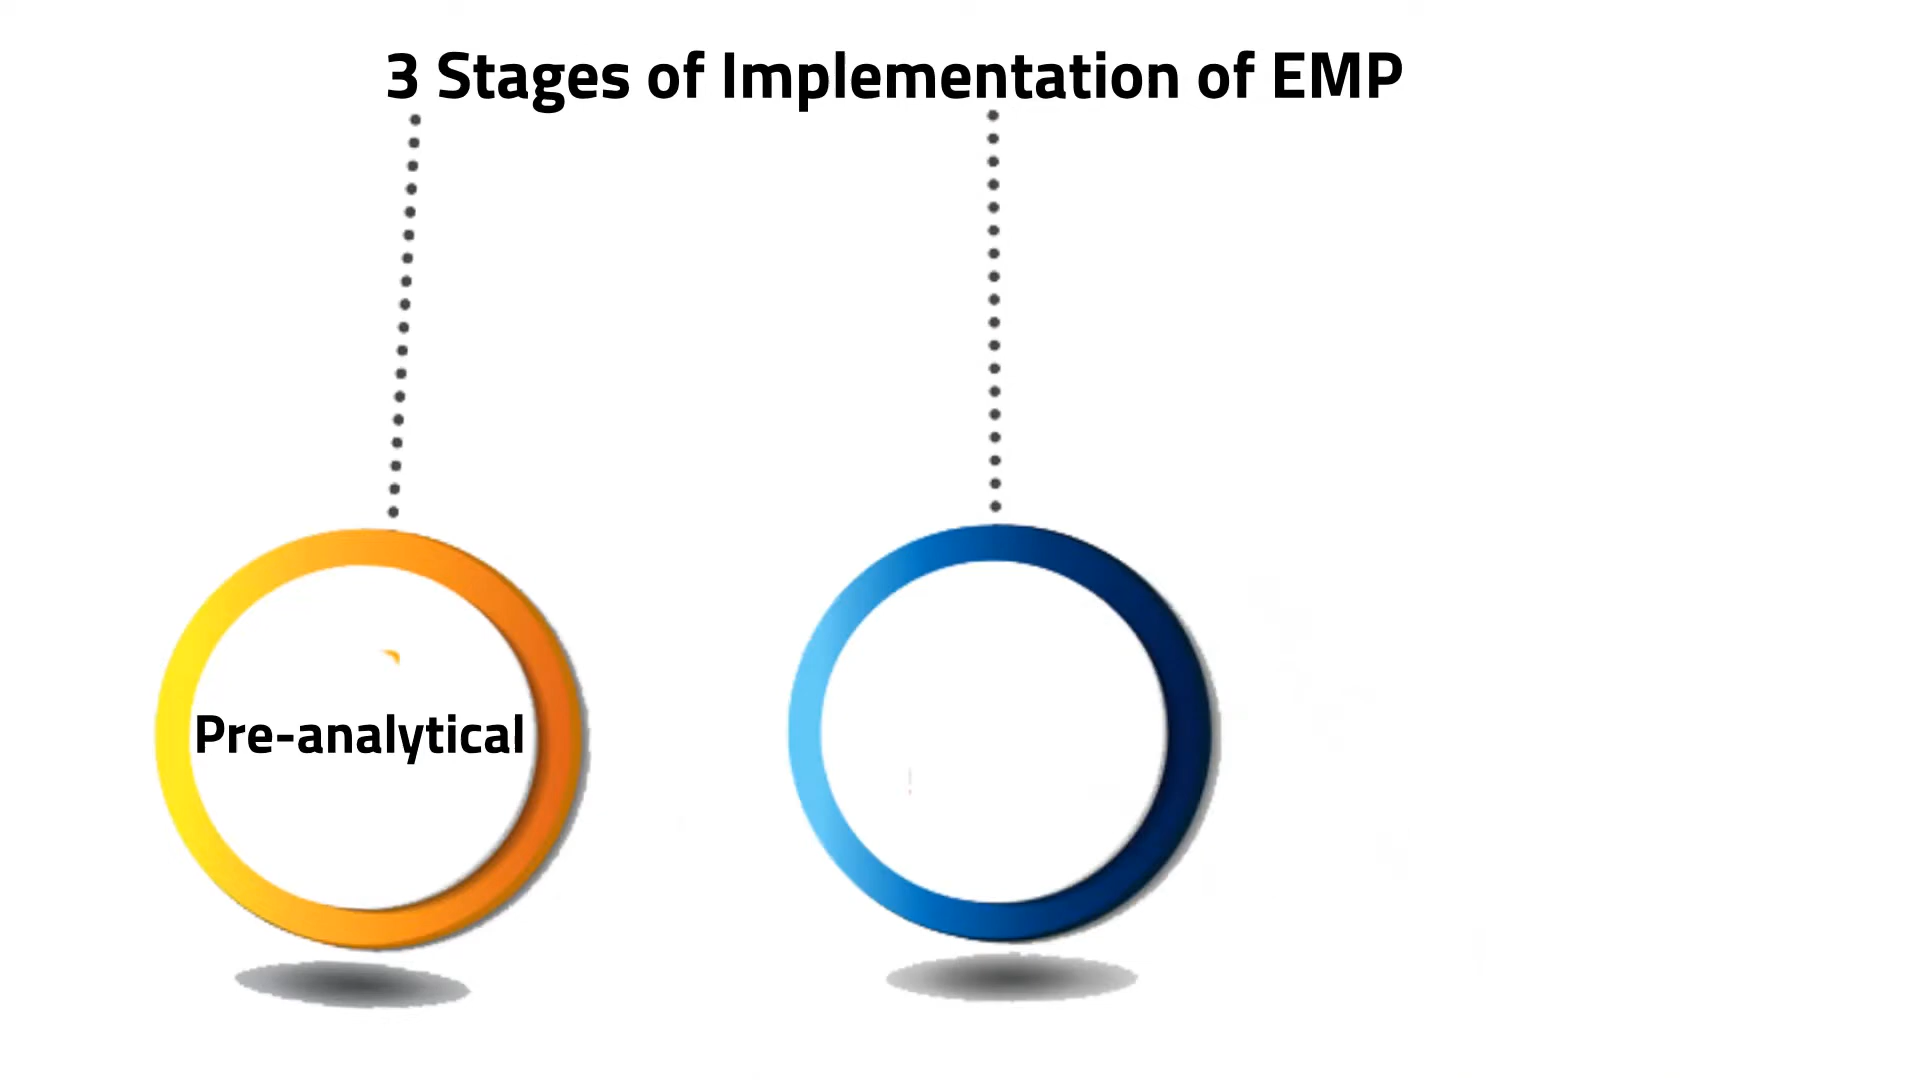 3 Stages of Implementation of EMP
Pre-analytical